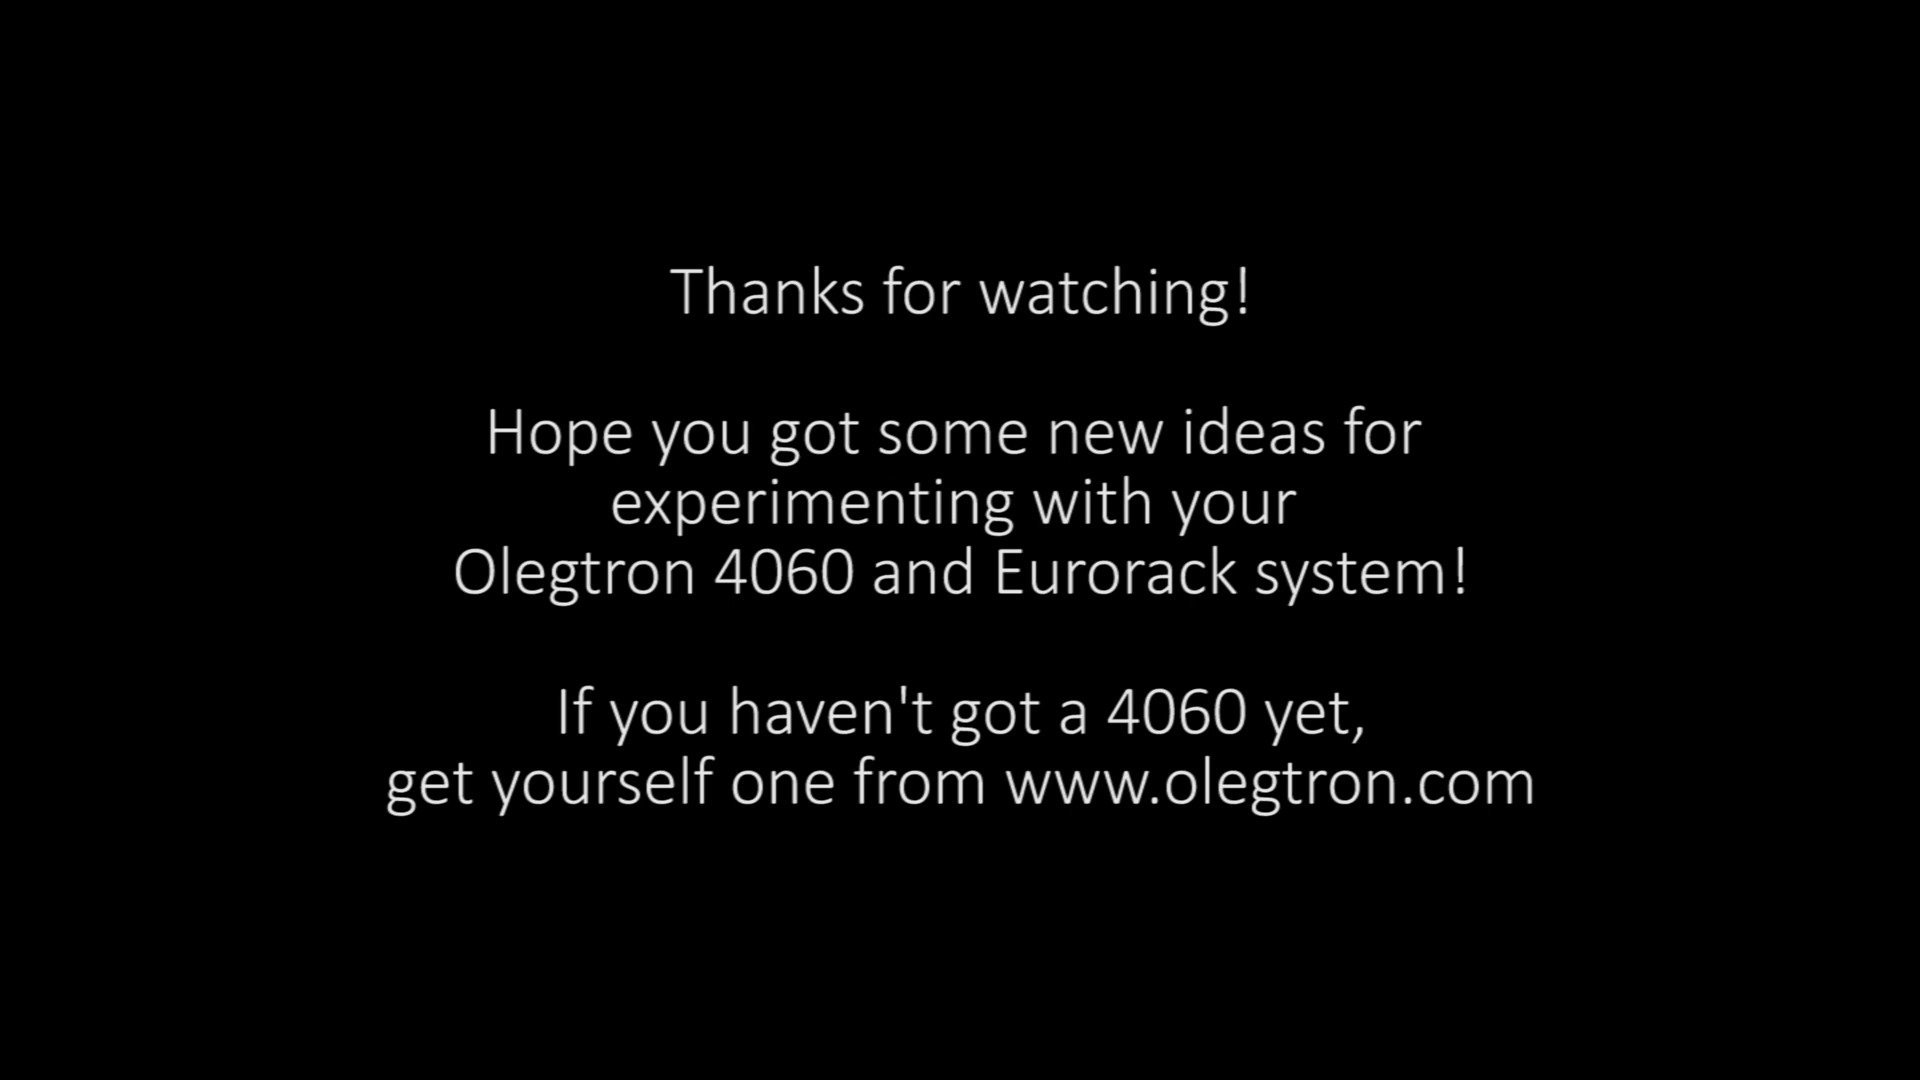 Thanks for watching!
Hope you got some new ideas for
experimenting with your
Olegtron 4060 and Eurorack system!
If you haven't got a 4060 yet,
get yourself one from www.olegtron.com